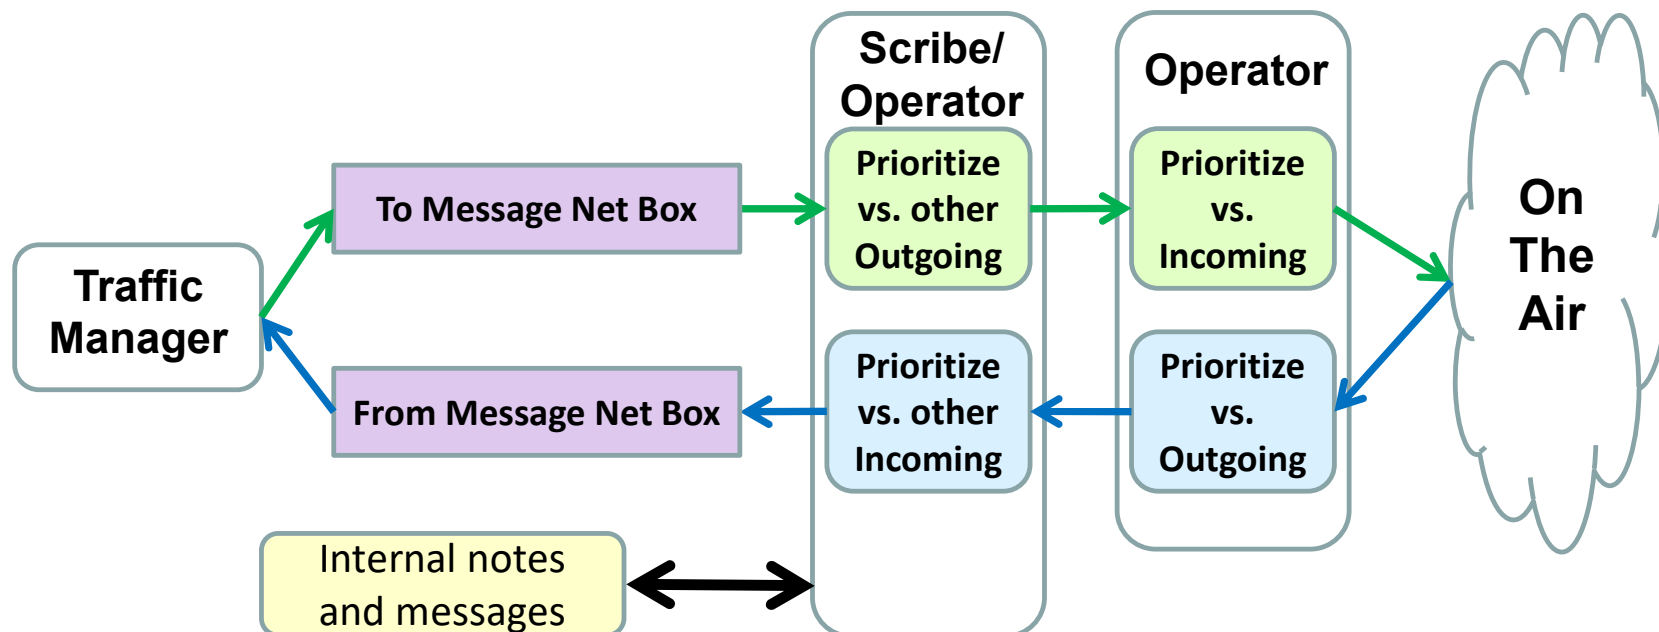 Traffic
Manager
To Message Net Box
From Message Net Box
Internal notes
and messages
Scribe/
Operator
Prioritize
vs. other
Outgoing
Prioritize
vs. other
Incoming
Operator
Prioritize
vs.
Incoming
Prioritize
vs.
Outgoing
On
The
Air